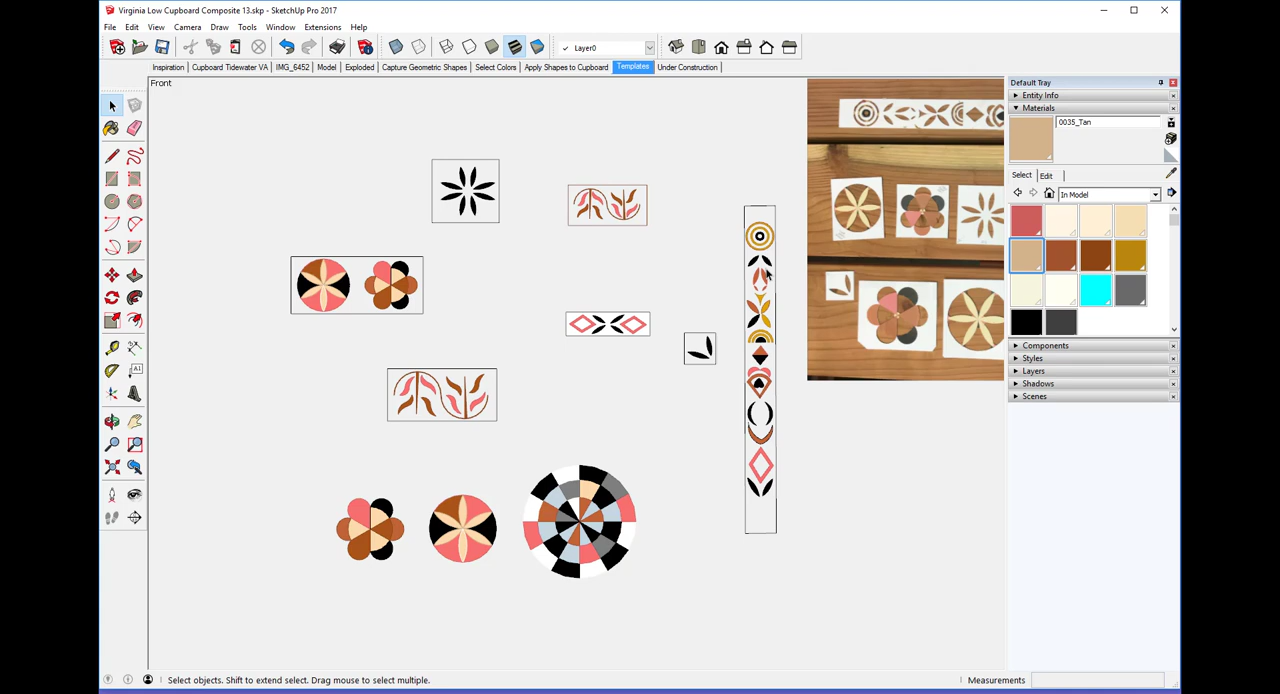 Virginia Low Cupboard Composite 13.skp - SketchUp Pro 2017
File Edit View Camera Draw Tools Window Extensions Help
Layer0
Inspiration Cupboard Tidewater VA IMG_6452 Model Exploded Capture Geometric Shapes Select Colors Apply Shapes to Cupboard Templates Under Construction
Front
Default Tray
Entity Info
Materials
0035_Tan
Select Edit
In Model
Components
Styles
Layers
Shadows
Scenes
A1
Select objects. Shift to extend select. Drag mouse to select multiple.
Measurements